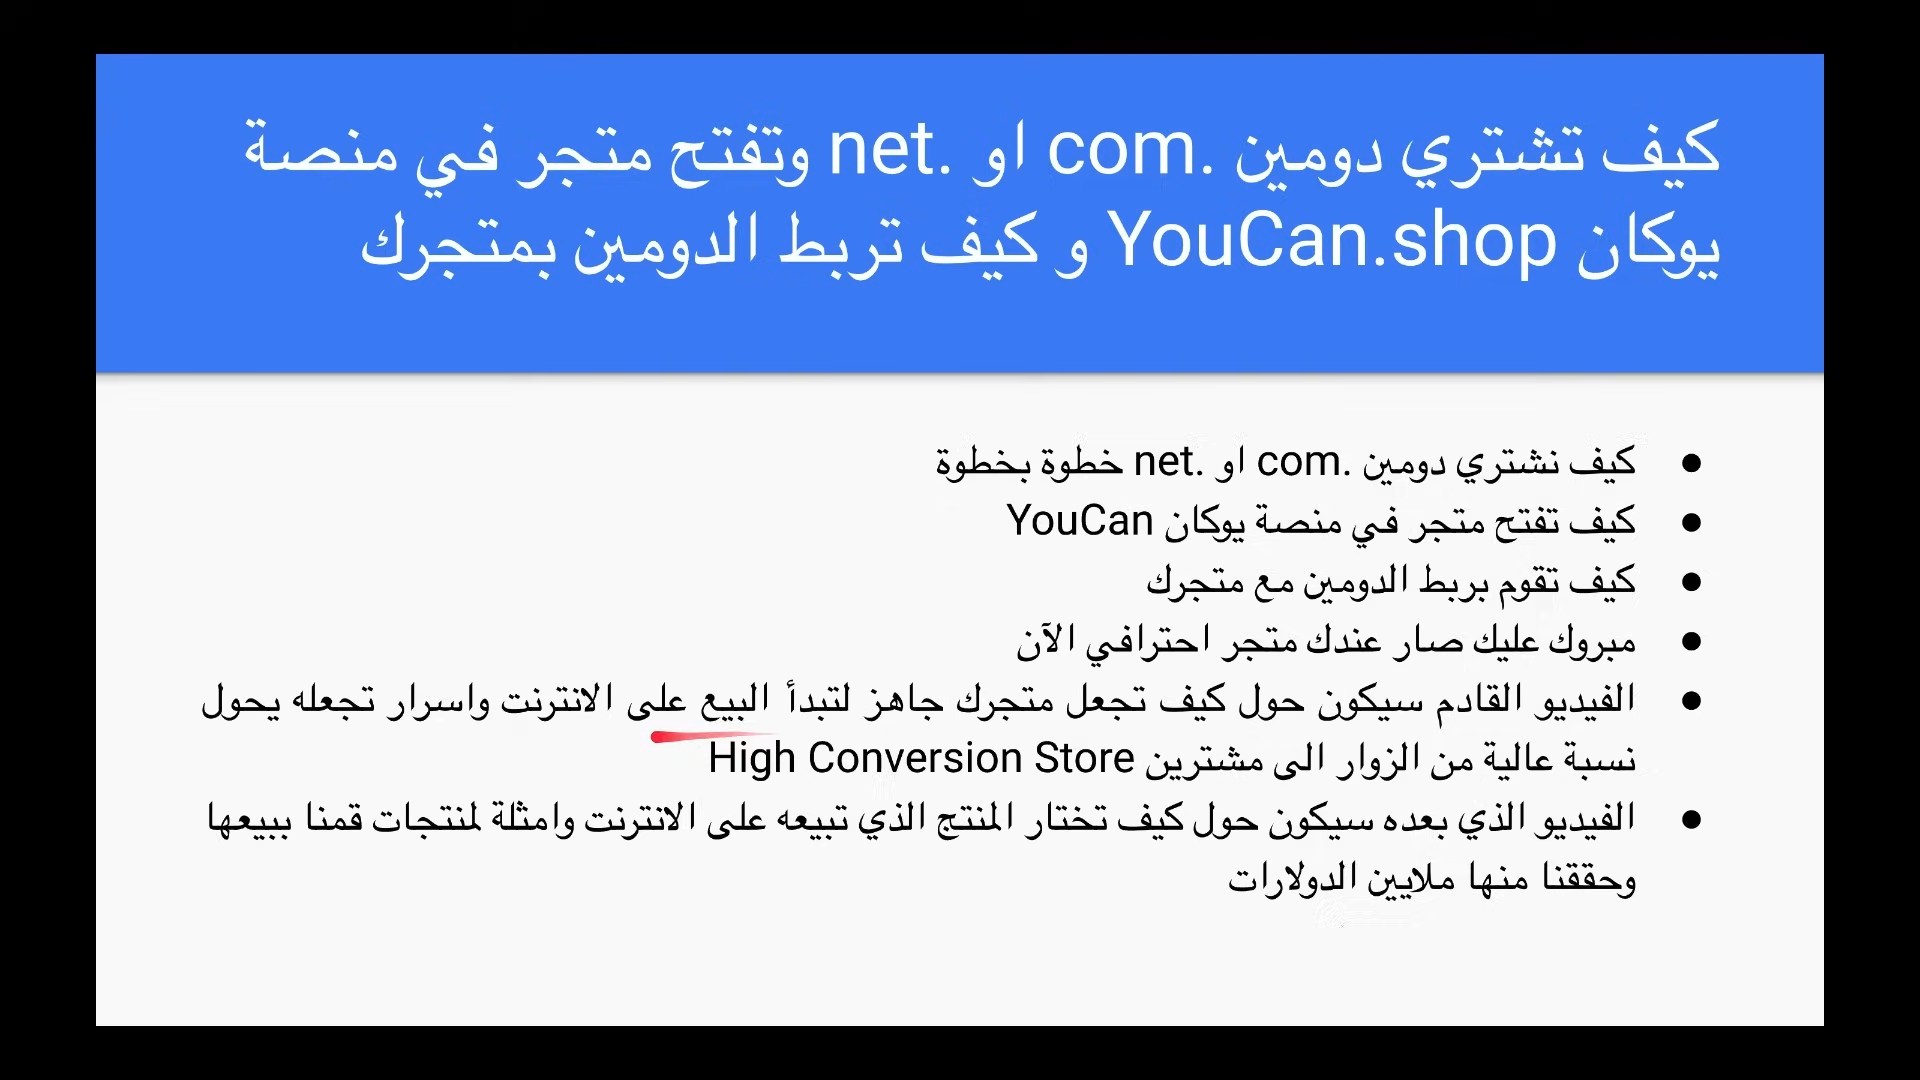 كيف تشتري دومين .com او .net وتفتح متجر في منصة
يوكان YouCan.shop و كيف تربط الدومين بمتجرك
● كيف نشتري دومين .com او .net خطوة بخطوة
● كيف تفتح متجر في منصة يوكان YouCan
● كيف تقوم بربط الدومين مع متجرك
● مبروك عليك صار عندك متجر احترافي الآن
● الفيديو القادم سيكون حول كيف تجعل متجرك جاهز لتبدأ البيع على الانترنت واسرار تجعله يحول
نسبة عالية من الزوار الى مشترين High Conversion Store
● الفيديو الذي بعده سيكون حول كيف تختار المنتج الذي تبيعه على الانترنت وامثلة لمنتجات قمنا ببيعها
وحققنا منها ملايين الدولارات